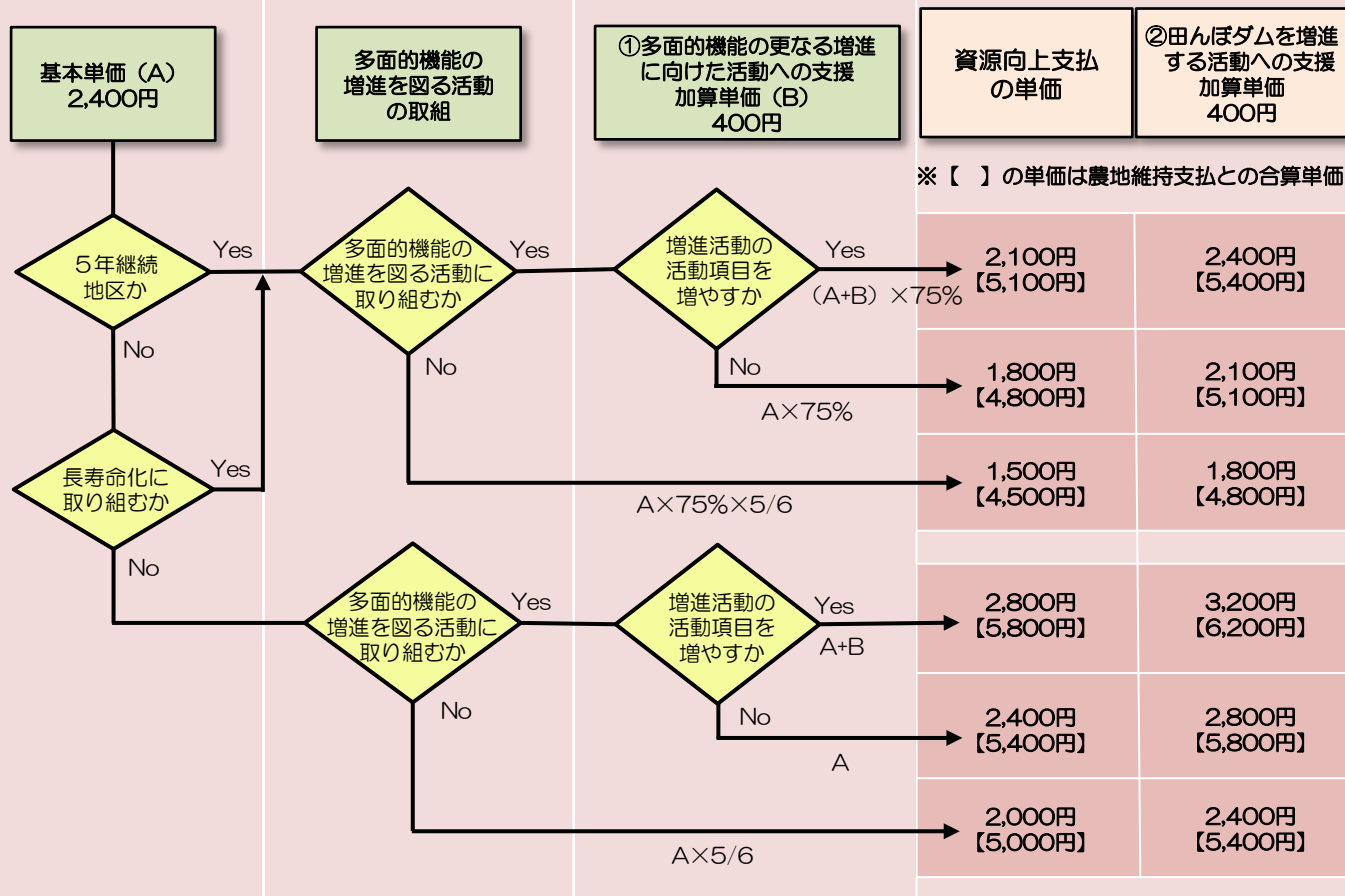 基本単価（A）
2,400円
多面的機能の
増進を図る活動
の取組
①多面的機能の更なる増進
に向けた活動への支援
加算単価（B）
400円
資源向上支払
の単価
②田んぼダムを増進
する活動への支援
加算単価
400円
※【　】の単価は農地維持支払との合算単価
５年継続
地区か
Yes
No
多面的機能の
増進を図る活動に
取り組むか
Yes
No
増進活動の
活動項目を
増やすか
Yes
（A+B）×75%
No
A×75%
A×75%×5/6
2,100円
【5,100円】
2,400円
【5,400円】
1,800円
【4,800円】
2,100円
【5,100円】
1,500円
【4,500円】
1,800円
【4,800円】
長寿命化に
取り組むか
Yes
No
多面的機能の
増進を図る活動に
取り組むか
Yes
No
増進活動の
活動項目を
増やすか
Yes
A+B
No
A
A×5/6
2,800円
【5,800円】
3,200円
【6,200円】
2,400円
【5,400円】
2,800円
【5,800円】
2,000円
【5,000円】
2,400円
【5,400円】